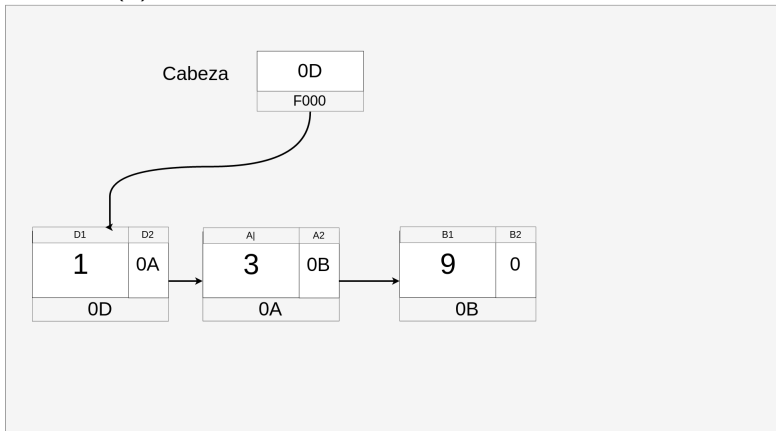 Cabeza
0D
F000
D1 D2 A| A2 B1 B2
1 0A 3 0B 9 0
0D 0A 0B